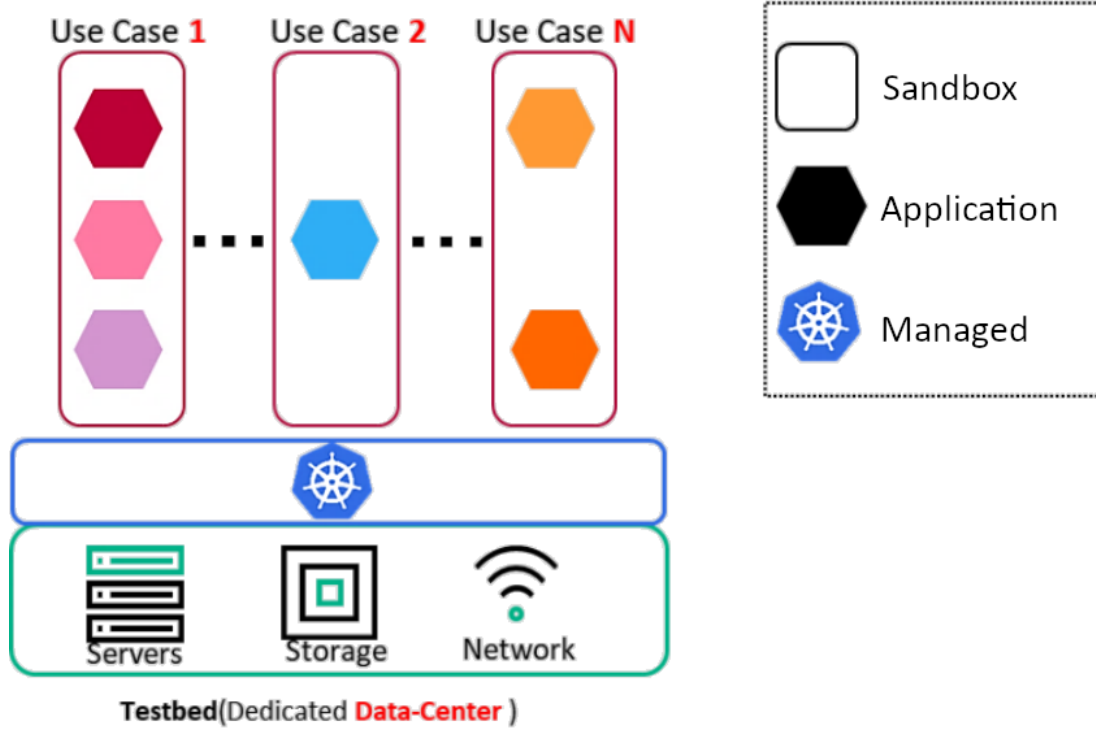 Use Case 1
Use Case 2
Use Case N
Sandbox
Application
Managed
Servers
Storage
Network
Testbed(Dedicated Data-Center )